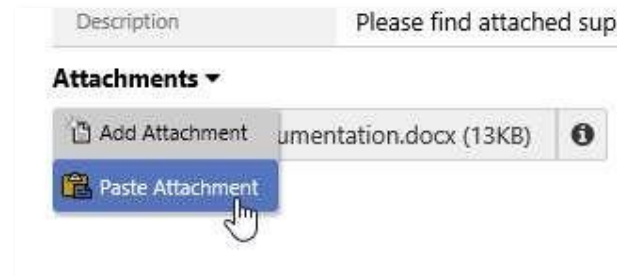 Description Please find attached sup
Attachments
Add Attachment umentation.docx (13KB)
Paste Attachment